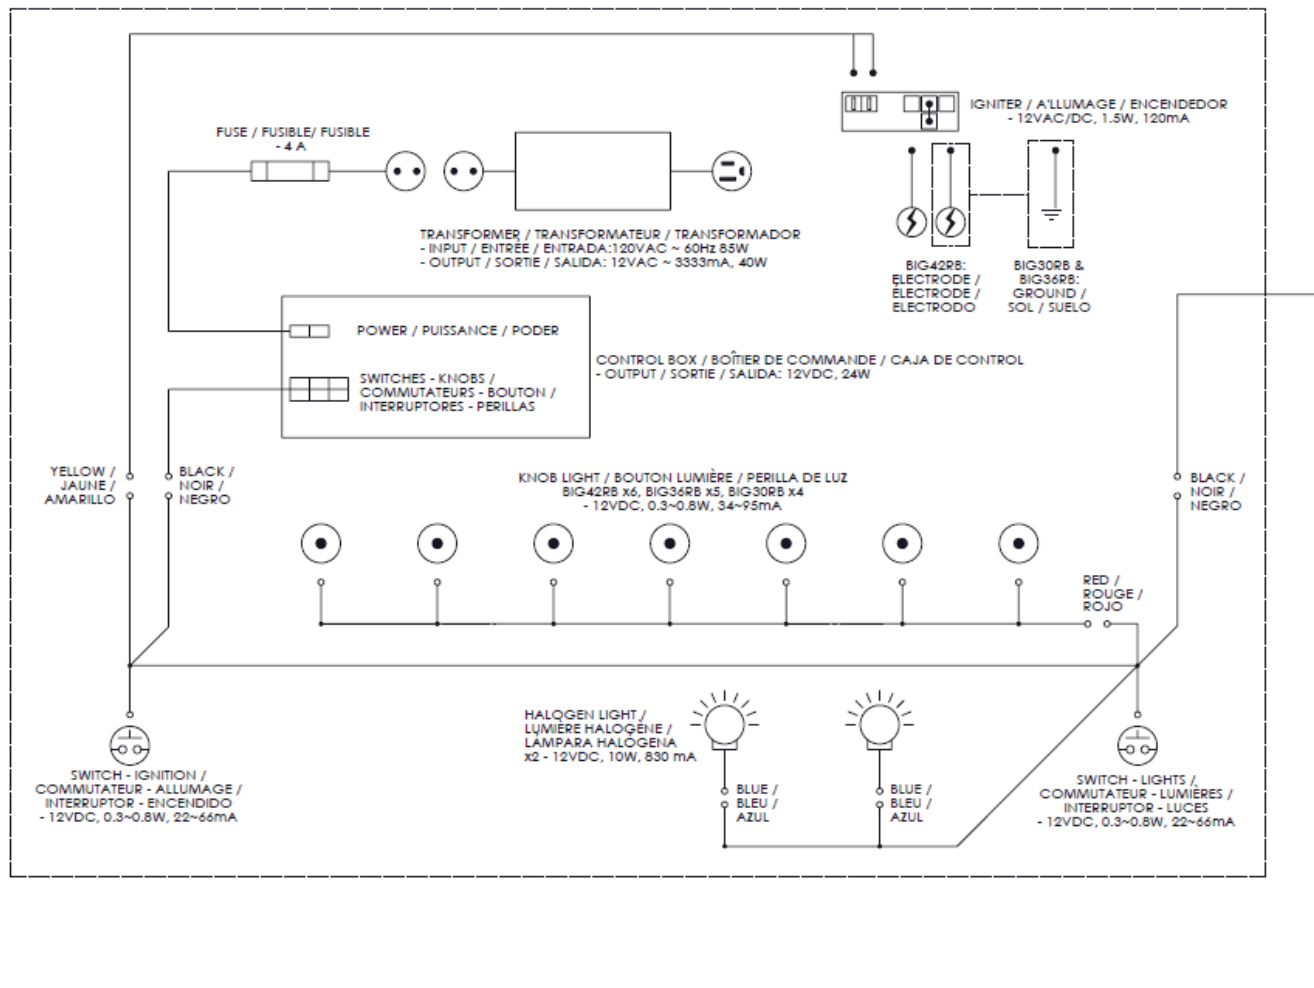 IGNITER / A'LLUMAGE / ENCENDEDOR
- 12VAC/DC, 1.5W, 120mA
FUSE / FUSIBLE/ FUSIBLE
- 4 A
TRANSFORMER / TRANSFORMATEUR / TRANSFORMADOR
- INPUT / ENTRÉE / ENTRADA:120VAC ~ 60Hz 85W
- OUTPUT / SORTIE / SALIDA: 12VAC ~ 3333mA, 40W
BIG42RB:
ELECTRODE /
ÉLECTRODE /
ELECTRODO
BIG30RB &
BIG36RB:
GROUND /
SOL / SUELO
POWER / PUISSANCE / PODER
SWITCHES - KNOBS /
COMMUTATEURS - BOUTON /
INTERRUPTORES - PERILLAS
CONTROL BOX / BOÎTIER DE COMMANDE / CAJA DE CONTROL
- OUTPUT / SORTIE / SALIDA: 12VDC, 24W
YELLOW /
JAUNE /
AMARILLO
BLACK /
NOIR /
NEGRO
KNOB LIGHT / BOUTON LUMIÈRE / PERILLA DE LUZ
BIG42RB x6, BIG36RB x5, BIG30RB x4
- 12VDC, 0.3~0.8W, 34~95mA
BLACK /
NOIR /
NEGRO
RED /
ROUGE /
ROJO
HALOGEN LIGHT /
LUMIÈRE HALOGÈNE /
LÁMPARA HALÓGENA
x2 - 12VDC, 10W, 830 mA
BLUE /
BLEU /
AZUL
BLUE /
BLEU /
AZUL
SWITCH - IGNITION /
COMMUTATEUR - ALLUMAGE /
INTERRUPTOR - ENCENDIDO
- 12VDC, 0.3~0.8W, 22~66mA
SWITCH - LIGHTS /
COMMUTATEUR - LUMIÈRES /
INTERRUPTOR - LUCES
- 12VDC, 0.3~0.8W, 22~66mA